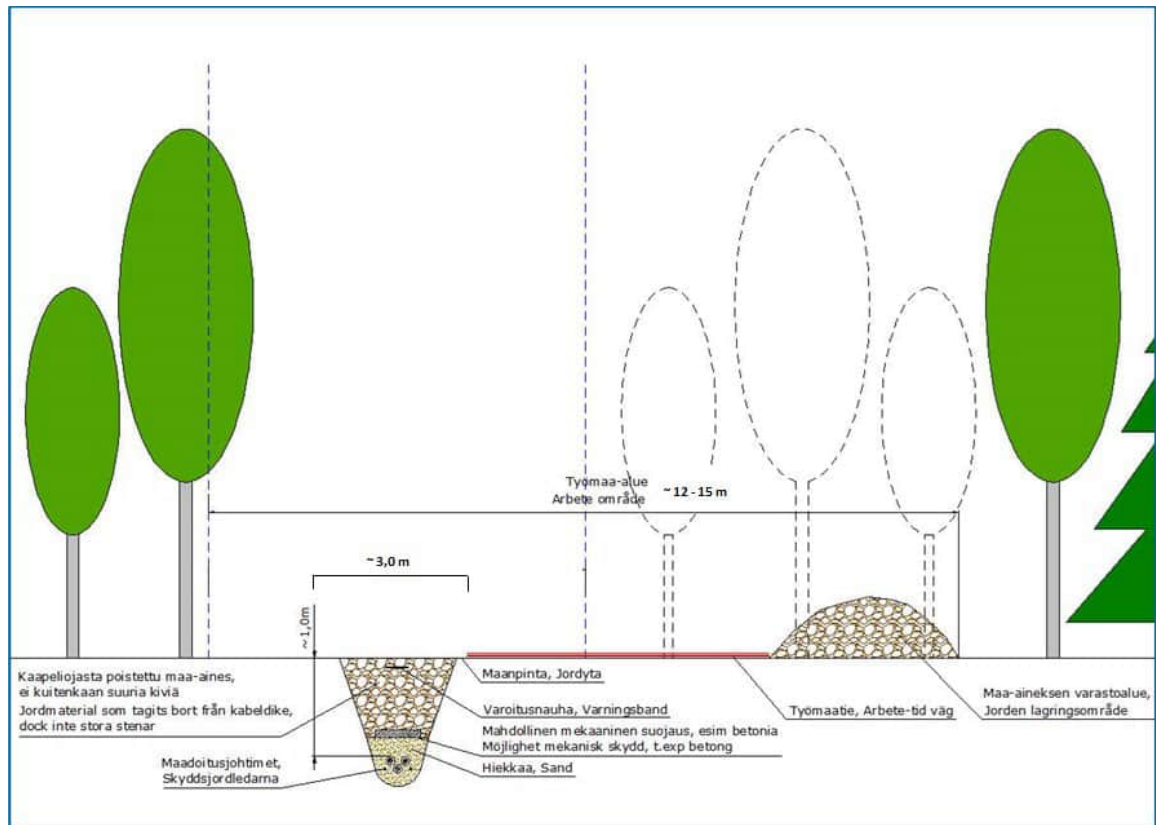 Työmaa-alue
Arbete område
~ 12 - 15 m
~ 3,0 m
~1,0m
Kaapeliojasta poistettu maa-aines,
ei kuitenkaan suuria kiviä
Jordmaterial som tagits bort från kabeldike,
dock inte stora stenar
Maadoitusjohtimet,
Skyddsjordledarna
Maanpinta, Jordyta
Varoitusnauha, Varningsband
Mahdollinen mekaaninen suojaus, esim betonia
Möjlighet mekanisk skydd, t.exp betong
Hiekkaa, Sand
Työmaatie, Arbete-tid väg
Maa-aineksen varastoalue,
Jorden lagringsområde